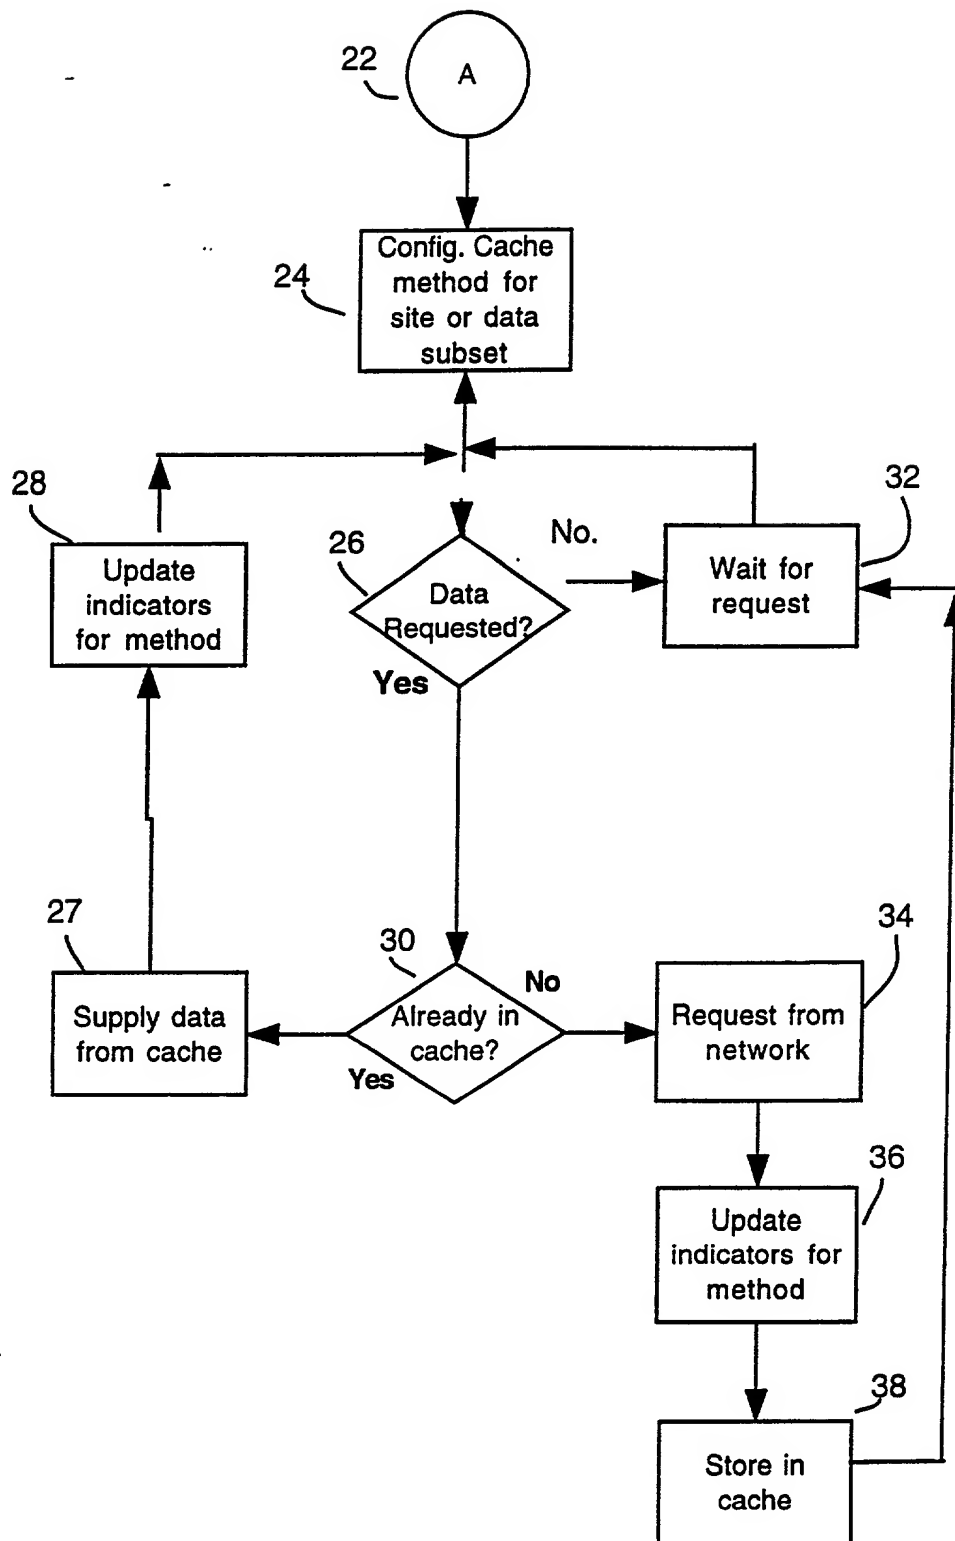 22
A
24
Config. Cache
method for
site or data
subset
28
Update
indicators
for method
26
Data
Requested?
No.
Yes
32
Wait for
request
27
Supply data
from cache
30
Already in
cache?
No
Yes
34
Request from
network
36
Update
indicators for
method
38
Store in
cache